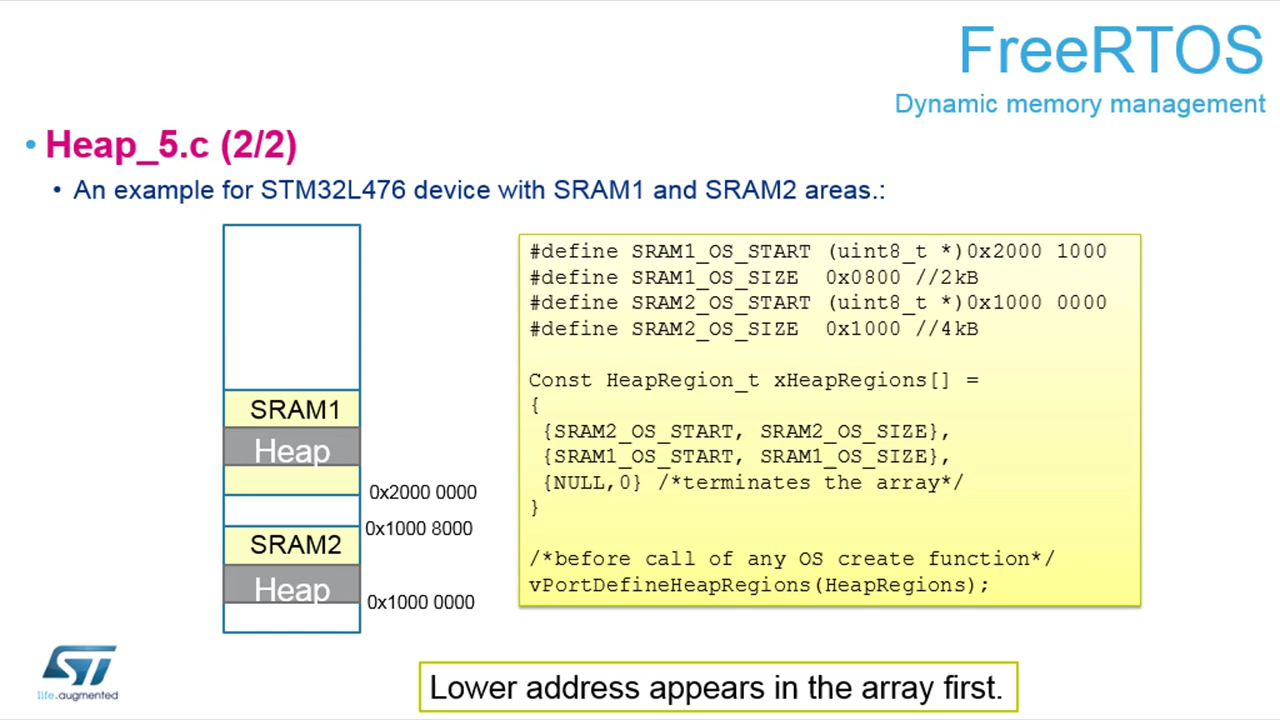 FreeRTOS
Dynamic memory management
• Heap_5.c (2/2)
• An example for STM32L476 device with SRAM1 and SRAM2 areas.:
SRAM1
Heap
0x2000 0000
0x1000 8000
SRAM2
Heap
0x1000 0000
#define SRAM1_OS_START (uint8_t *)0x2000 1000
#define SRAM1_OS_SIZE 0x0800 //2kB
#define SRAM2_OS_START (uint8_t *)0x1000 0000
#define SRAM2_OS_SIZE 0x1000 //4kB
Const HeapRegion_t xHeapRegions[] =
{
{SRAM2_OS_START, SRAM2_OS_SIZE},
{SRAM1_OS_START, SRAM1_OS_SIZE},
{NULL,0} /*terminates the array*/
}
/*before call of any OS create function*/
vPortDefineHeapRegions(HeapRegions);
ST
life.augmented
Lower address appears in the array first.